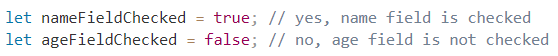 let nameFieldChecked = true; // yes, name field is checked
let ageFieldChecked = false; // no, age field is not checked